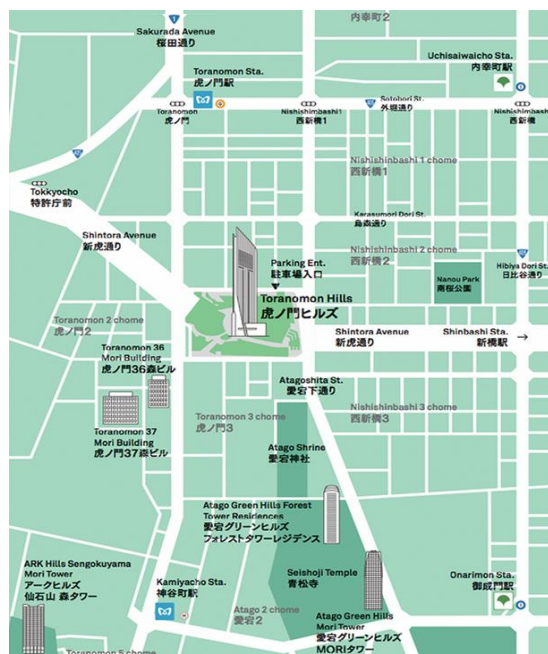 内幸町2
1
Sakurada Avenue
桜田通り
Uchisaiwaicho Sta.
内幸町駅
Toranomon Sta.
虎ノ門駅
Toranomon
虎ノ門
Nishishimbashi1
西新橋1
Sotobori St.
外堀通り
Nishishimbashi
西新橋
Nishishinbashi 1 chome
西新橋1
Tokkyocho
特許庁前
Karasumori Dori St.
烏森通り
Shintora Avenue
新虎通り
Nishishinbashi 2 chome
西新橋2
Parking Ent.
駐車場入口
Nanou Park
南桜公園
Hibiya Dori St.
日比谷通り
Toranomon Hills
虎ノ門ヒルズ
Toranomon 2 chome
虎ノ門2
Shintora Avenue
新虎通り
Shinbashi Sta.
新橋駅
→
Toranomon 36
Mori Building
虎ノ門36森ビル
Atagoshita St.
愛宕下通り
Toranomon 3 chome
虎ノ門3
Nishishinbashi 3 chome
西新橋3
Toranomon 37
Mori Building
虎ノ門37森ビル
Atago Shrine
愛宕神社
Atago Green Hills Forest
Tower Residences
愛宕グリーンヒルズ
フォレストタワーレジデンス
ARK Hills Sengokuyama
Mori Tower
アークヒルズ
仙石山 森タワー
Kamiyacho Sta.
神谷町駅
Seishoji Temple
青松寺
Onarimon Sta.
御成門駅
Atago 2 chome
愛宕2
Atago Green Hills
Mori Tower
愛宕グリーンヒルズ
MORIタワー
Toranomon 5 chome